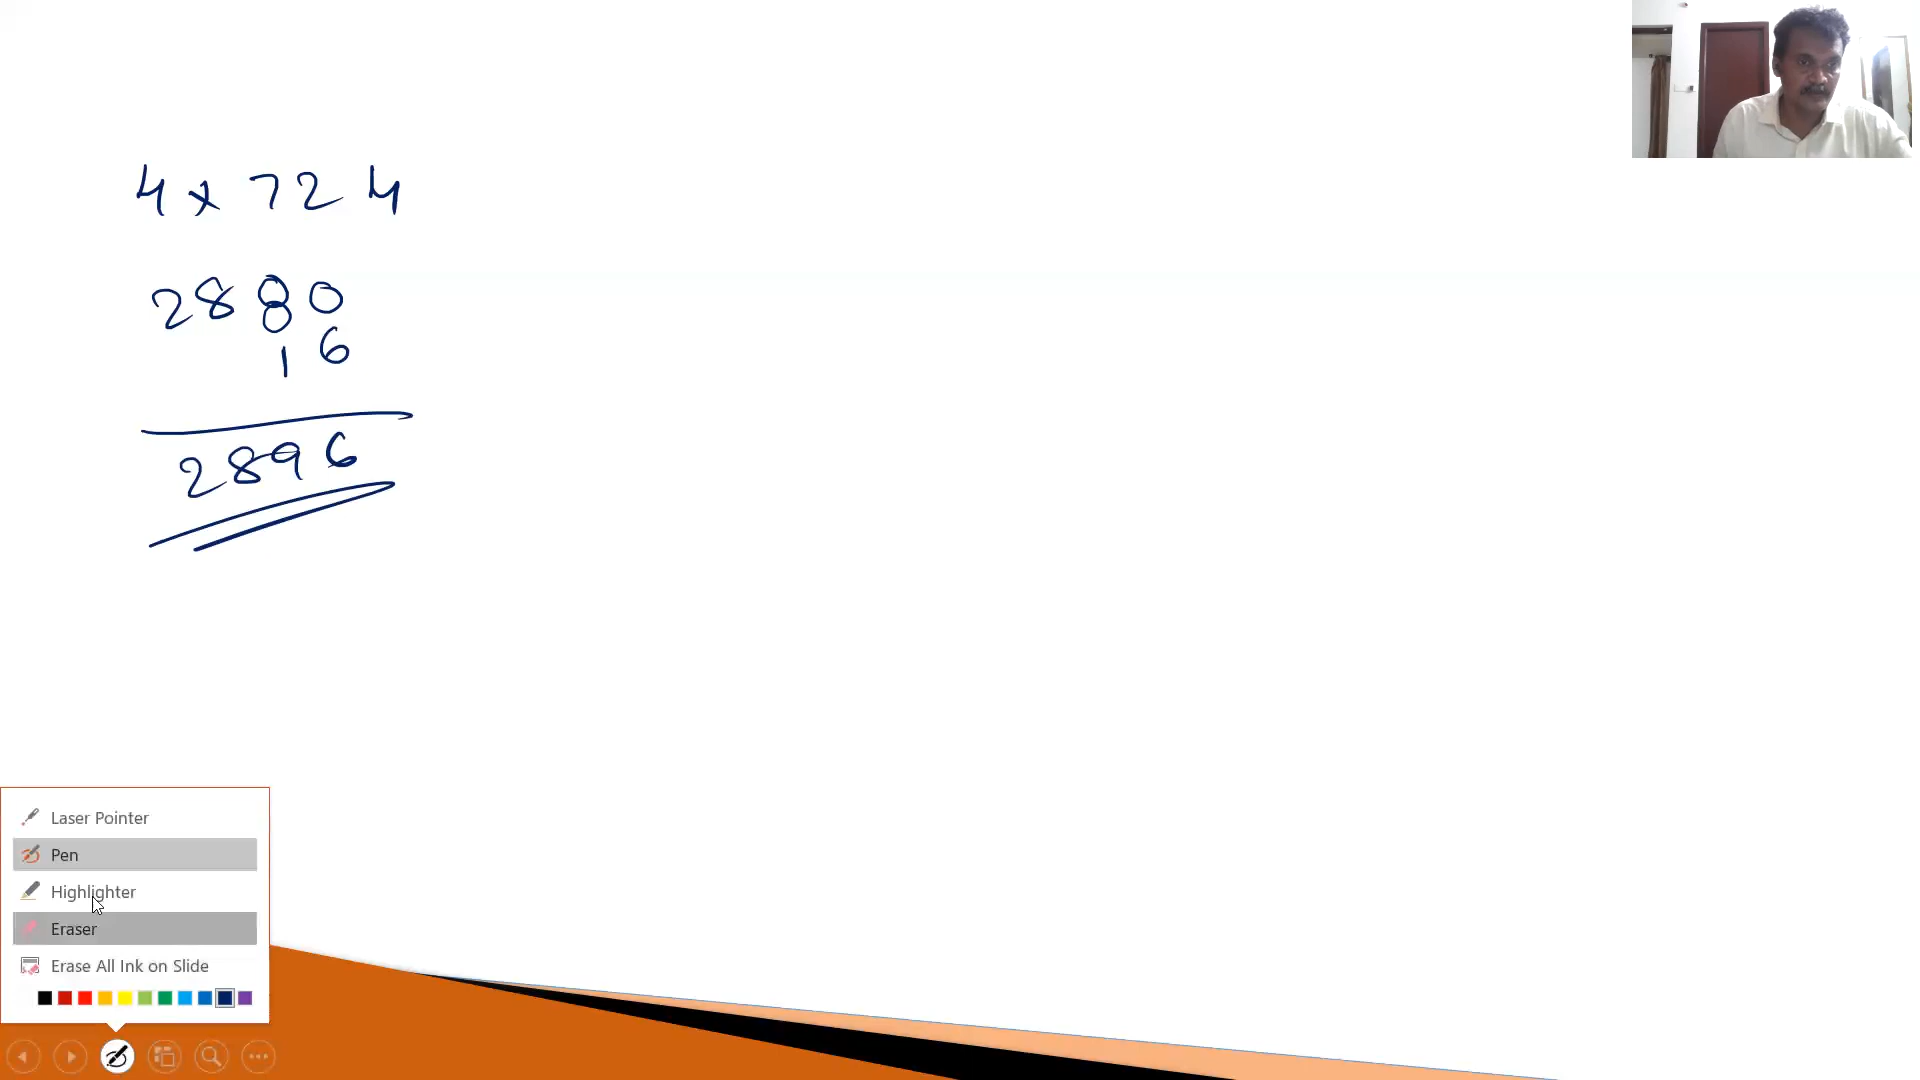 4 x 724
2880
16
2896
Laser Pointer
Pen
Highlighter
Eraser
Erase All Ink on Slide